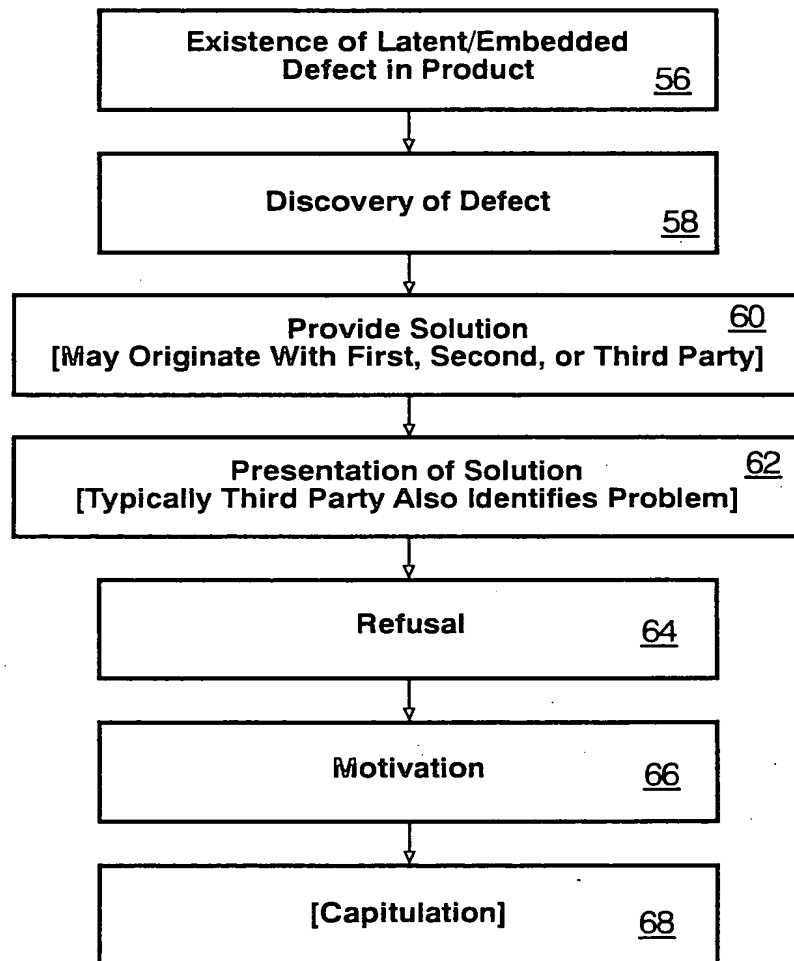 Existence of Latent/Embedded
Defect in Product
56
Discovery of Defect
58
Provide Solution
60
[May Originate With First, Second, or Third Party]
Presentation of Solution
62
[Typically Third Party Also Identifies Problem]
Refusal
64
Motivation
66
[Capitulation]
68